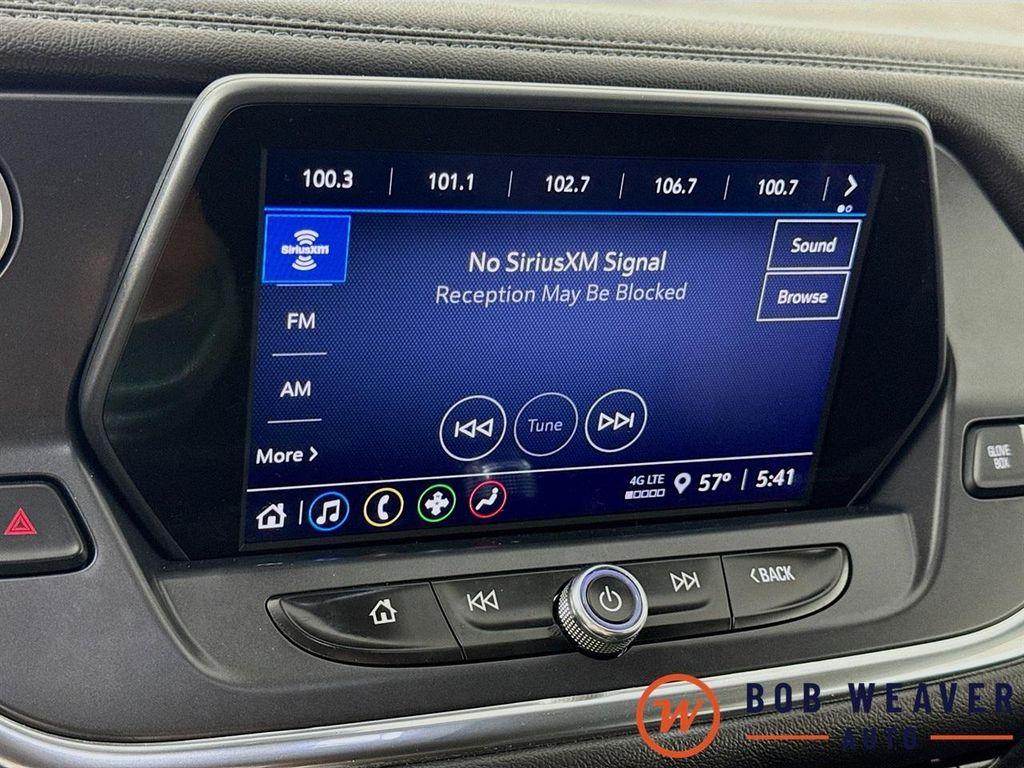 100.3 | 101.1 | 102.7 | 106.7 | 100.7 | >
SiriusXM
No SiriusXM Signal
Reception May Be Blocked
Sound
Browse
FM
AM
More >
Tune
4G LTE
57° | 5:41
GLOVE
BOX
<BACK
BOB WEAVER
AUTO